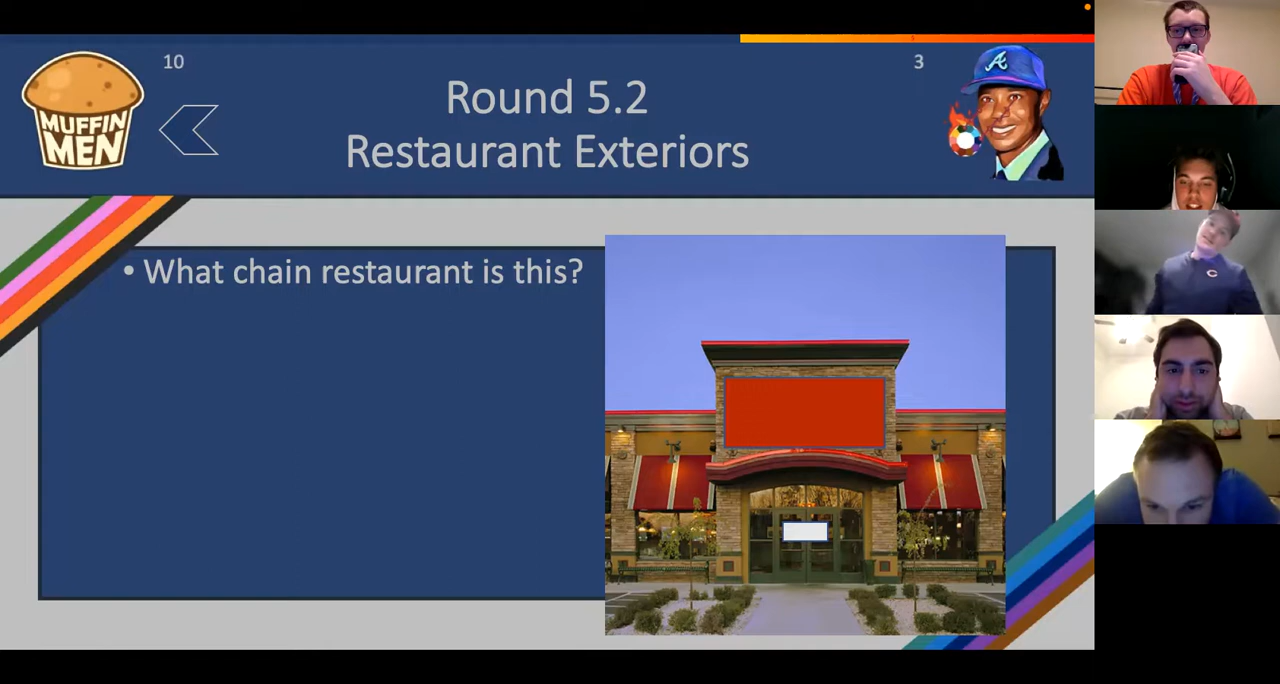 10
3
Round 5.2
Restaurant Exteriors
MUFFIN
MEN
A
• What chain restaurant is this?
C